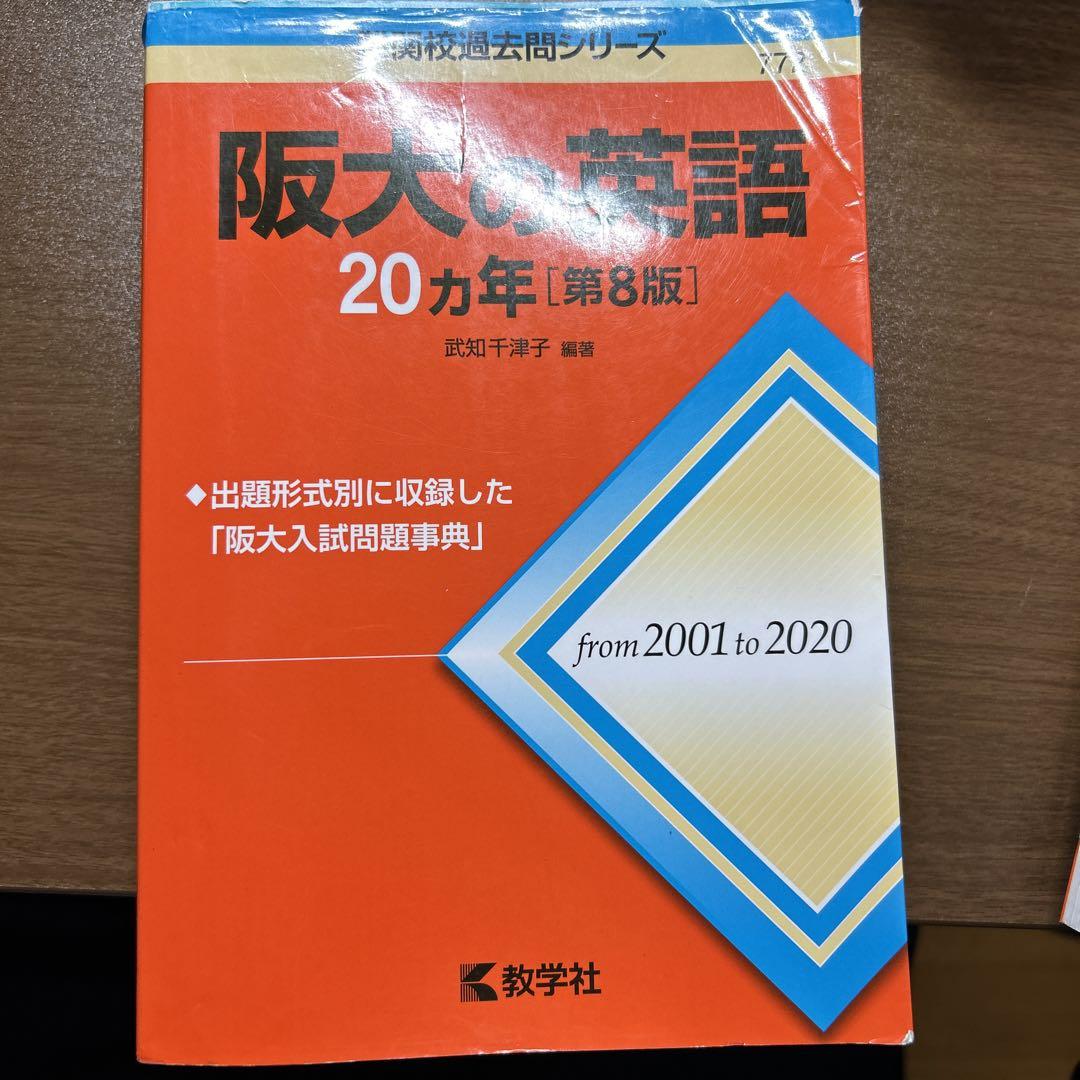 関校過去問シリーズ
772
阪大の英語
20ヵ年[第8版]
武知千津子 編著
◆出題形式別に収録した
「阪大入試問題事典」
from 2001 to 2020
教学社